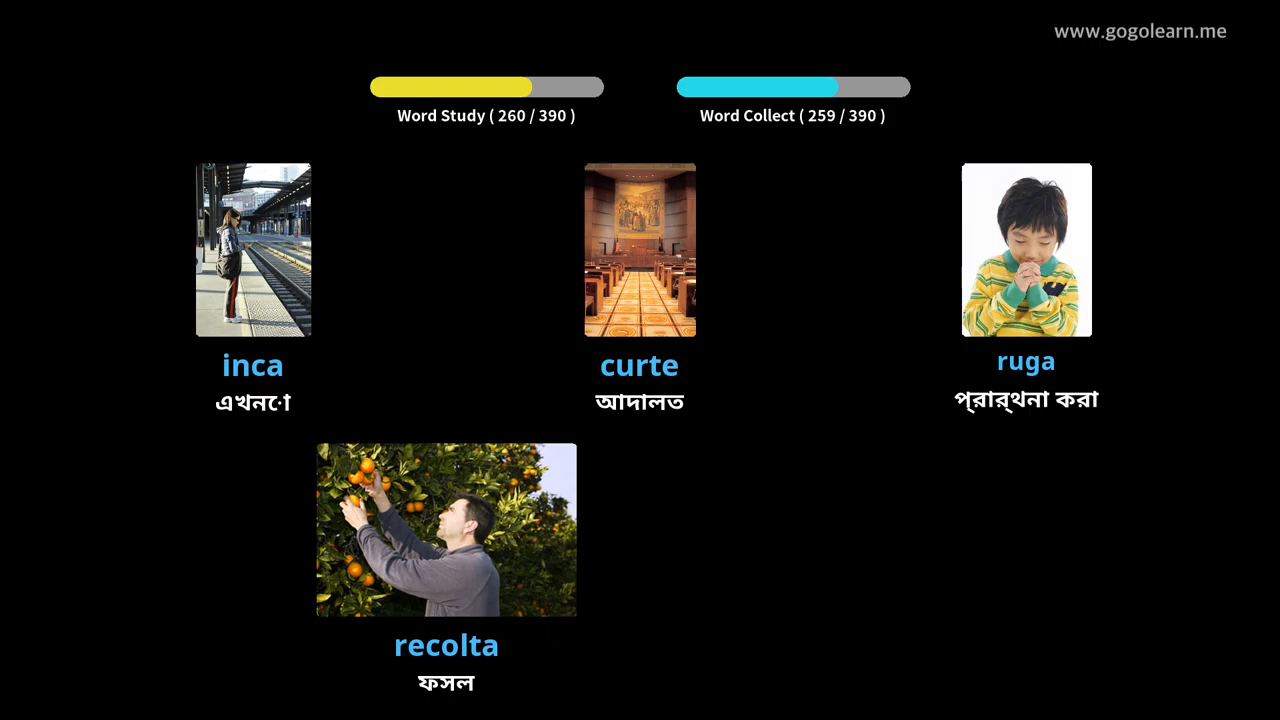 www.gogolearn.me
Word Study ( 260 / 390 )
Word Collect ( 259 / 390 )
inca
curte
ruga
এখনো
আদালত
প্রার্থনা করা
recolta
ফসল